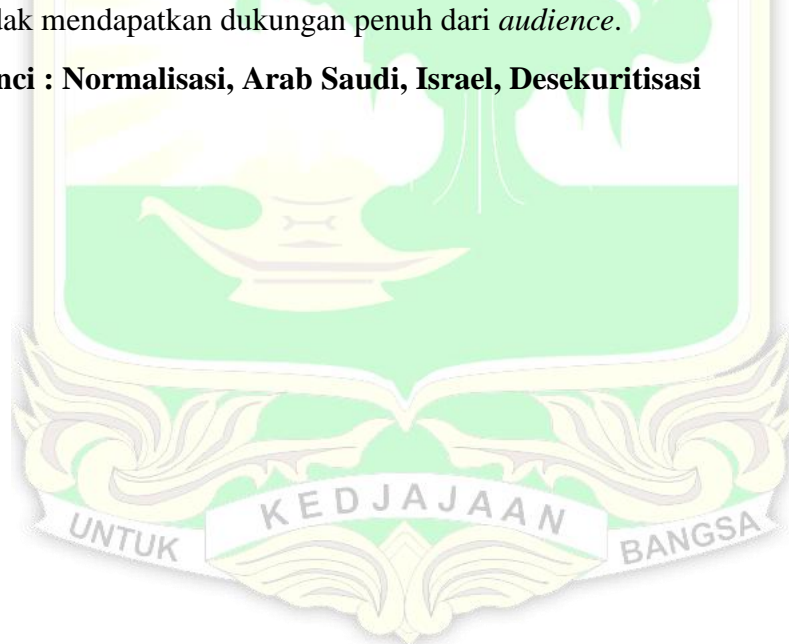 dak mendapatkan dukungan penuh dari audience.
nci : Normalisasi, Arab Saudi, Israel, Desekuritisasi
UNTUK KEDJAJAAN BANGSA